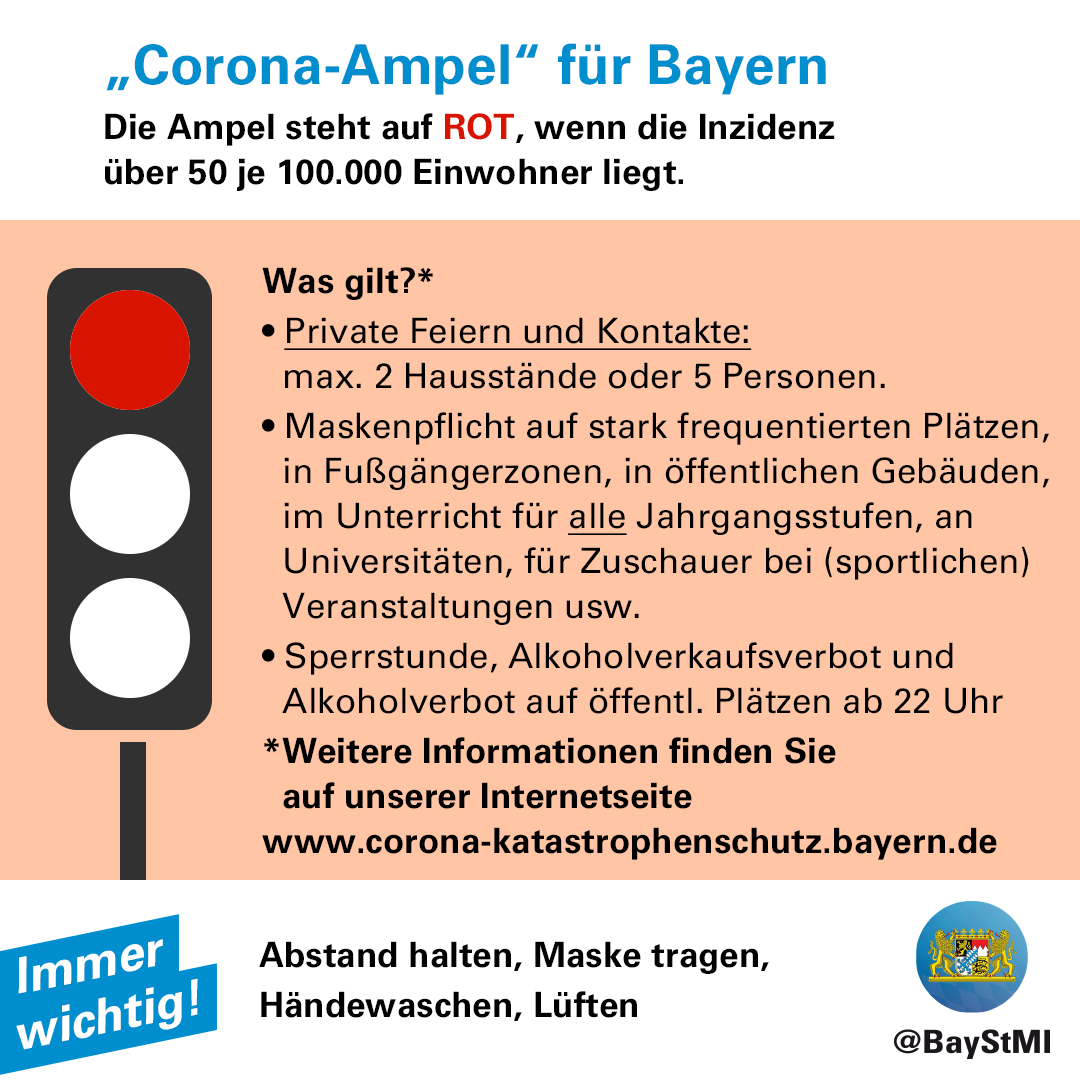 „Corona-Ampel“ für Bayern
Die Ampel steht auf ROT, wenn die Inzidenz
über 50 je 100.000 Einwohner liegt.
Was gilt?*
• Private Feiern und Kontakte:
max. 2 Hausstände oder 5 Personen.
• Maskenpflicht auf stark frequentierten Plätzen,
in Fußgängerzonen, in öffentlichen Gebäuden,
im Unterricht für alle Jahrgangsstufen, an
Universitäten, für Zuschauer bei (sportlichen)
Veranstaltungen usw.
• Sperrstunde, Alkoholverkaufsverbot und
Alkoholverbot auf öffentl. Plätzen ab 22 Uhr
*Weitere Informationen finden Sie
auf unserer Internetseite
www.corona-katastrophenschutz.bayern.de
Immer
wichtig!
Abstand halten, Maske tragen,
Händewaschen, Lüften
@BayStMI